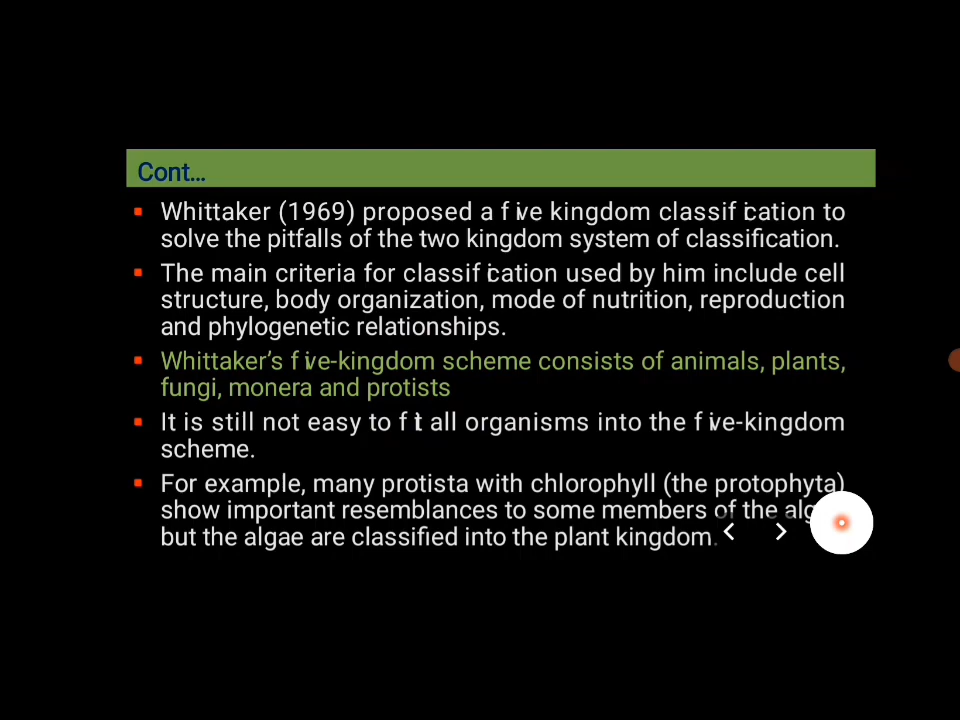 Cont...
Whittaker (1969) proposed a five kingdom classification to
solve the pitfalls of the two kingdom system of classification.
The main criteria for classification used by him include cell
structure, body organization, mode of nutrition, reproduction
and phylogenetic relationships.
Whittaker's five-kingdom scheme consists of animals, plants,
fungi, monera and protists
It is still not easy to fit all organisms into the five-kingdom
scheme.
For example, many protista with chlorophyll (the protophyta)
show important resemblances to some members of the
but the algae are classified into the plant kingdom.